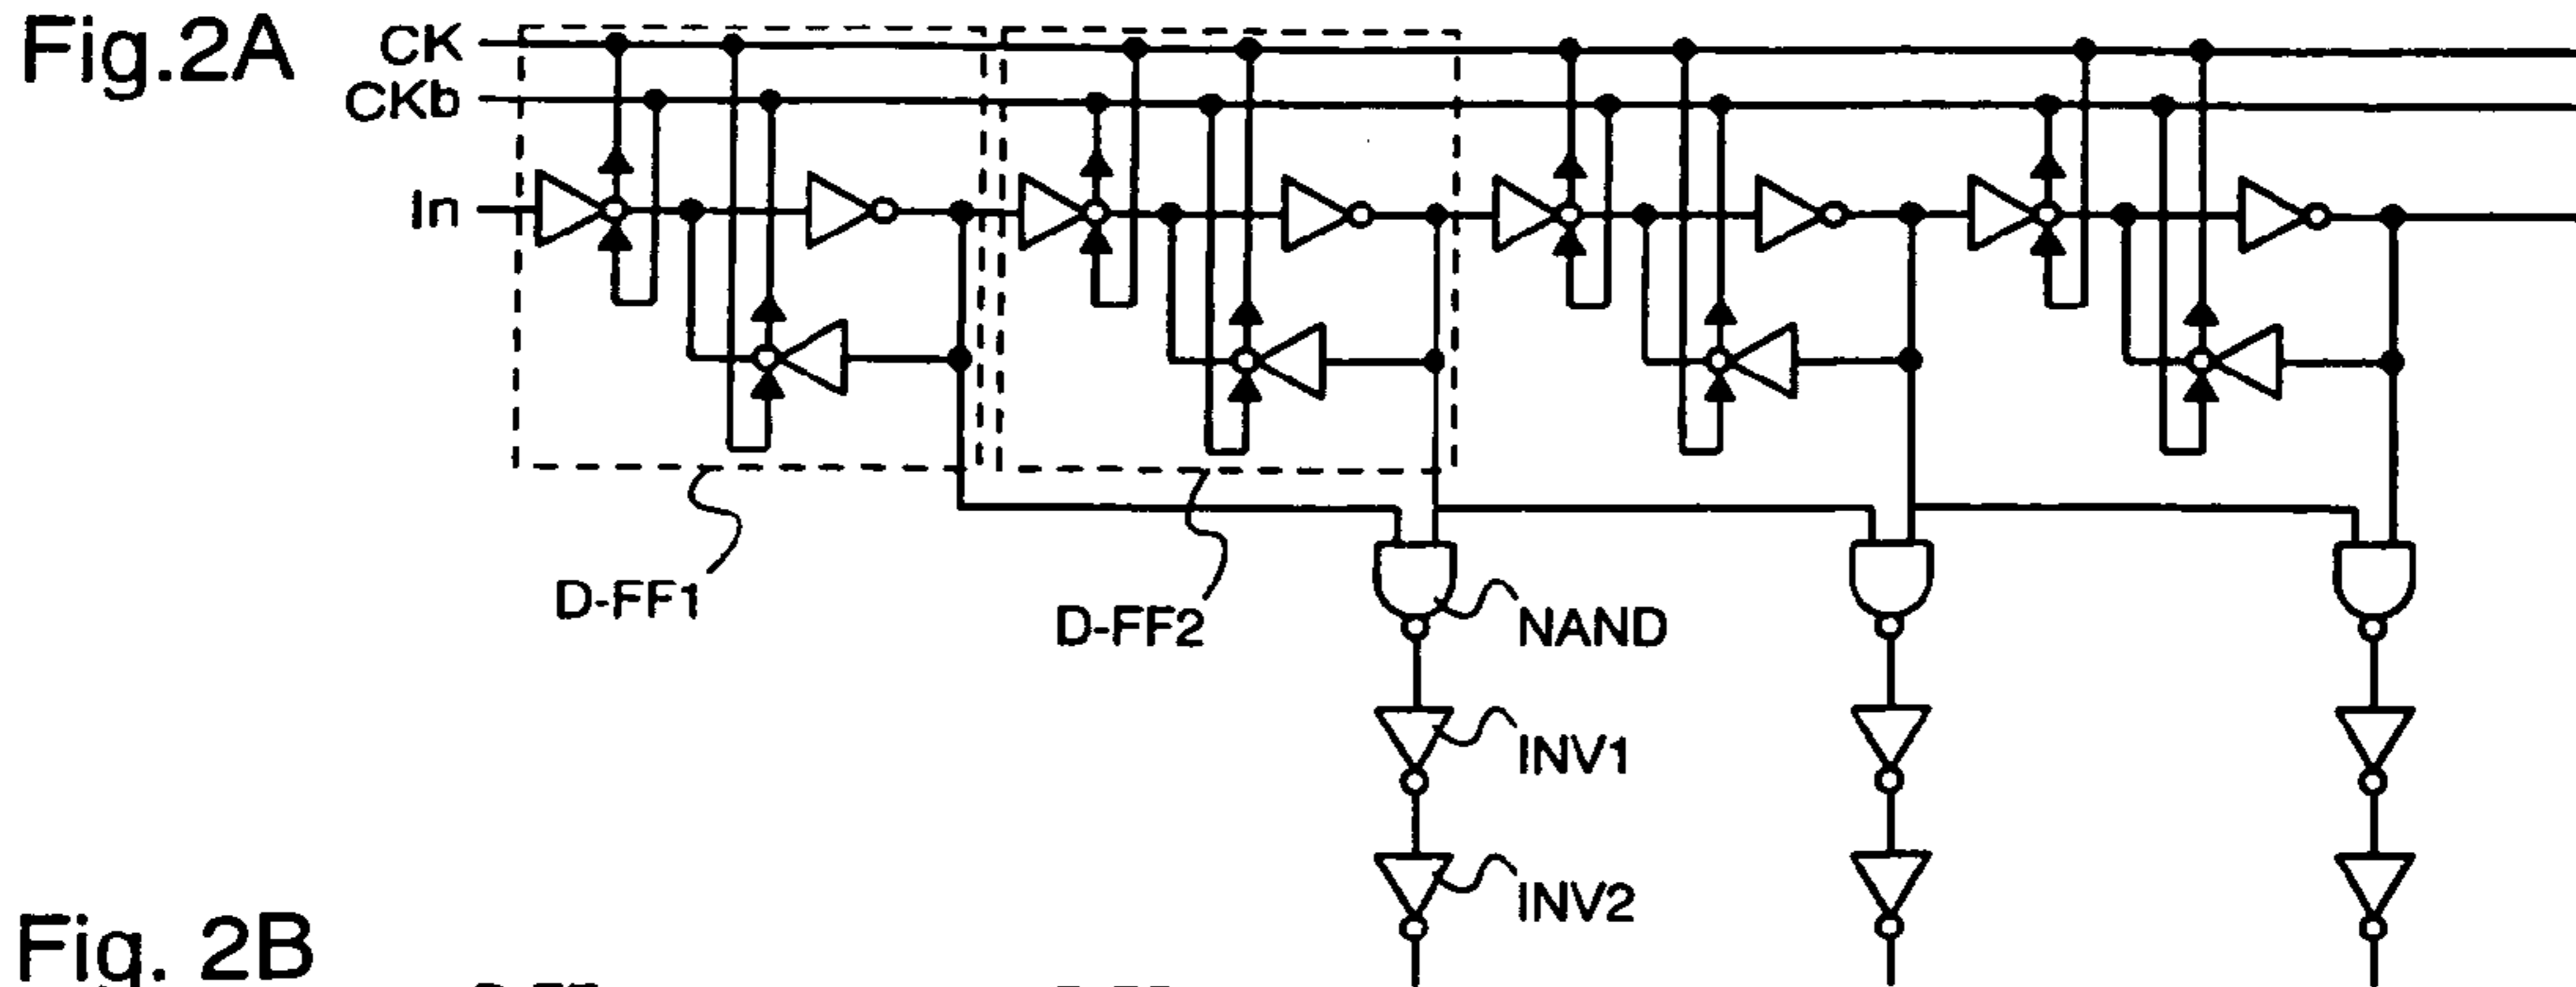 Fig.2A
CK
CKb
In
D-FF1
D-FF2
NAND
INV1
INV2
Fig. 2B